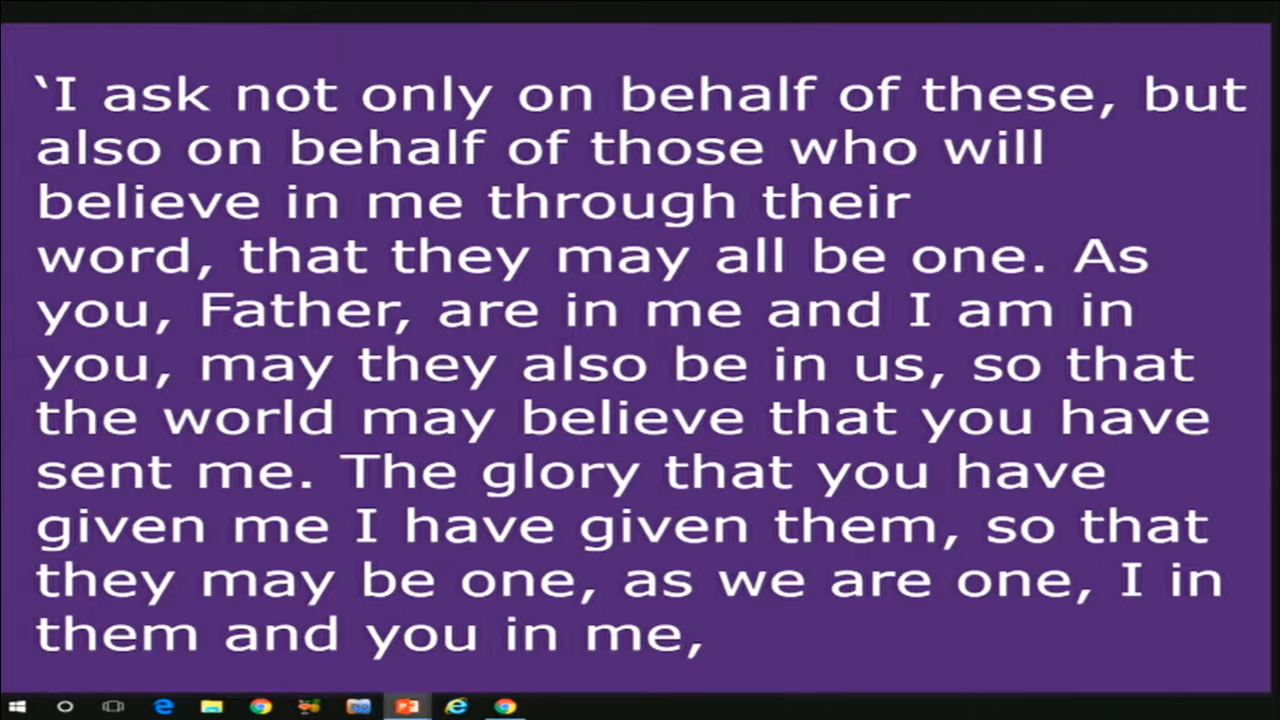 ‘I ask not only on behalf of these, but
also on behalf of those who will
believe in me through their
word, that they may all be one. As
you, Father, are in me and I am in
you, may they also be in us, so that
the world may believe that you have
sent me. The glory that you have
given me I have given them, so that
they may be one, as we are one, I in
them and you in me,